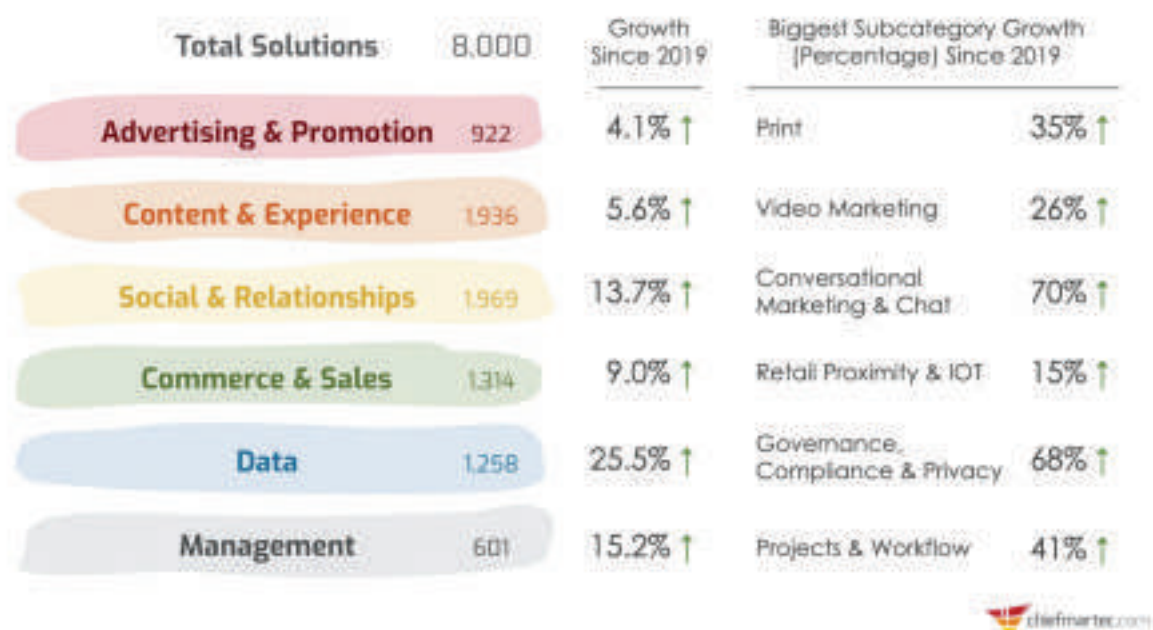 Total Solutions 8,000
Growth
Since 2019
Biggest Subcategory Growth
(Percentage) Since 2019
Advertising & Promotion 922 4.1% ↑ Print 35% ↑
Content & Experience 1,936 5.6% ↑ Video Marketing 26% ↑
Social & Relationships 1,969 13.7% ↑ Conversational
Marketing & Chat 70% ↑
Commerce & Sales 1,314 9.0% ↑ Retail Proximity & IOT 15% ↑
Data 1,258 25.5% ↑ Governance,
Compliance & Privacy 68% ↑
Management 601 15.2% ↑ Projects & Workflow 41% ↑
chiefmartec.com